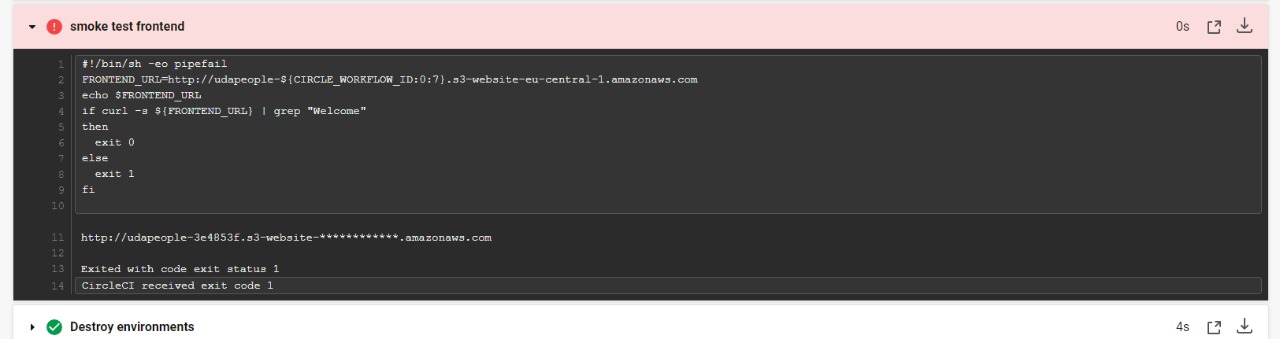 smoke test frontend 0s
1 #!/bin/sh -eo pipefail
2 FRONTEND_URL=http://udapeople-${CIRCLE_WORKFLOW_ID:0:7}.s3-website-eu-central-1.amazonaws.com
3 echo $FRONTEND_URL
4 if curl -s ${FRONTEND_URL} | grep "Welcome"
5 then
6   exit 0
7 else
8   exit 1
9 fi
10
11 http://udapeople-3e4853f.s3-website-************.amazonaws.com
12
13 Exited with code exit status 1
14 CircleCI received exit code 1
Destroy environments 4s